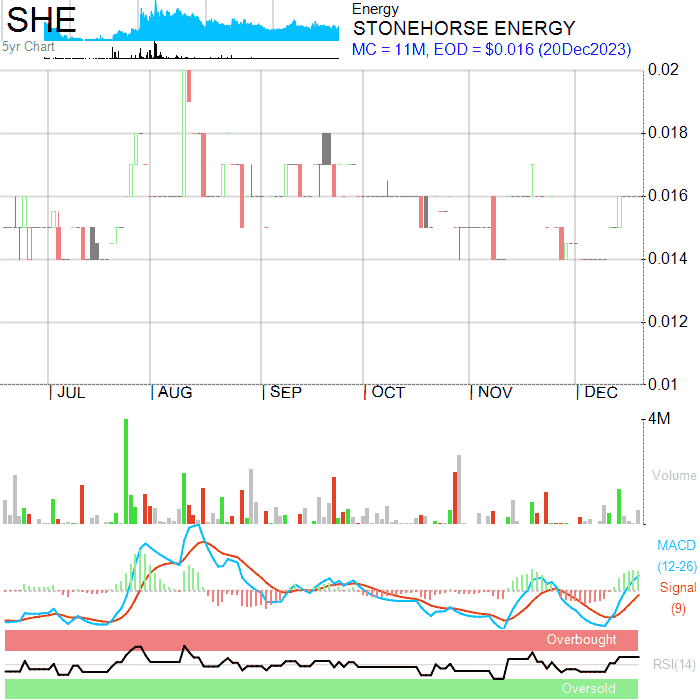 SHE
5yr Chart
Energy
STONEHORSE ENERGY
MC = 11M, EOD = $0.016 (20Dec2023)
0.02
0.018
0.016
0.014
0.012
0.01
JUL AUG SEP OCT NOV DEC
4M
Volume
MACD
(12-26)
Signal
(9)
Overbought
RSI(14)
Oversold